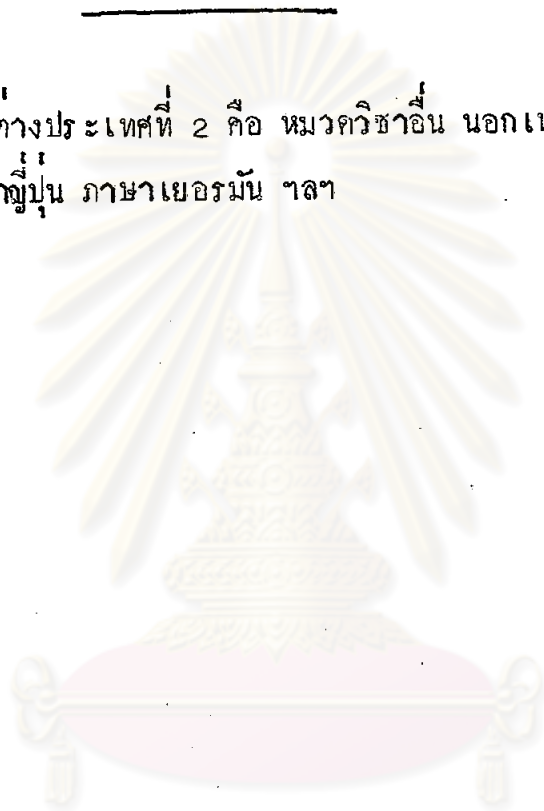 ต่างประเทศที่ 2 คือ หมวดวิชาอื่น นอกเ
ญี่ปุ่น ภาษาเยอรมัน ฯลฯ